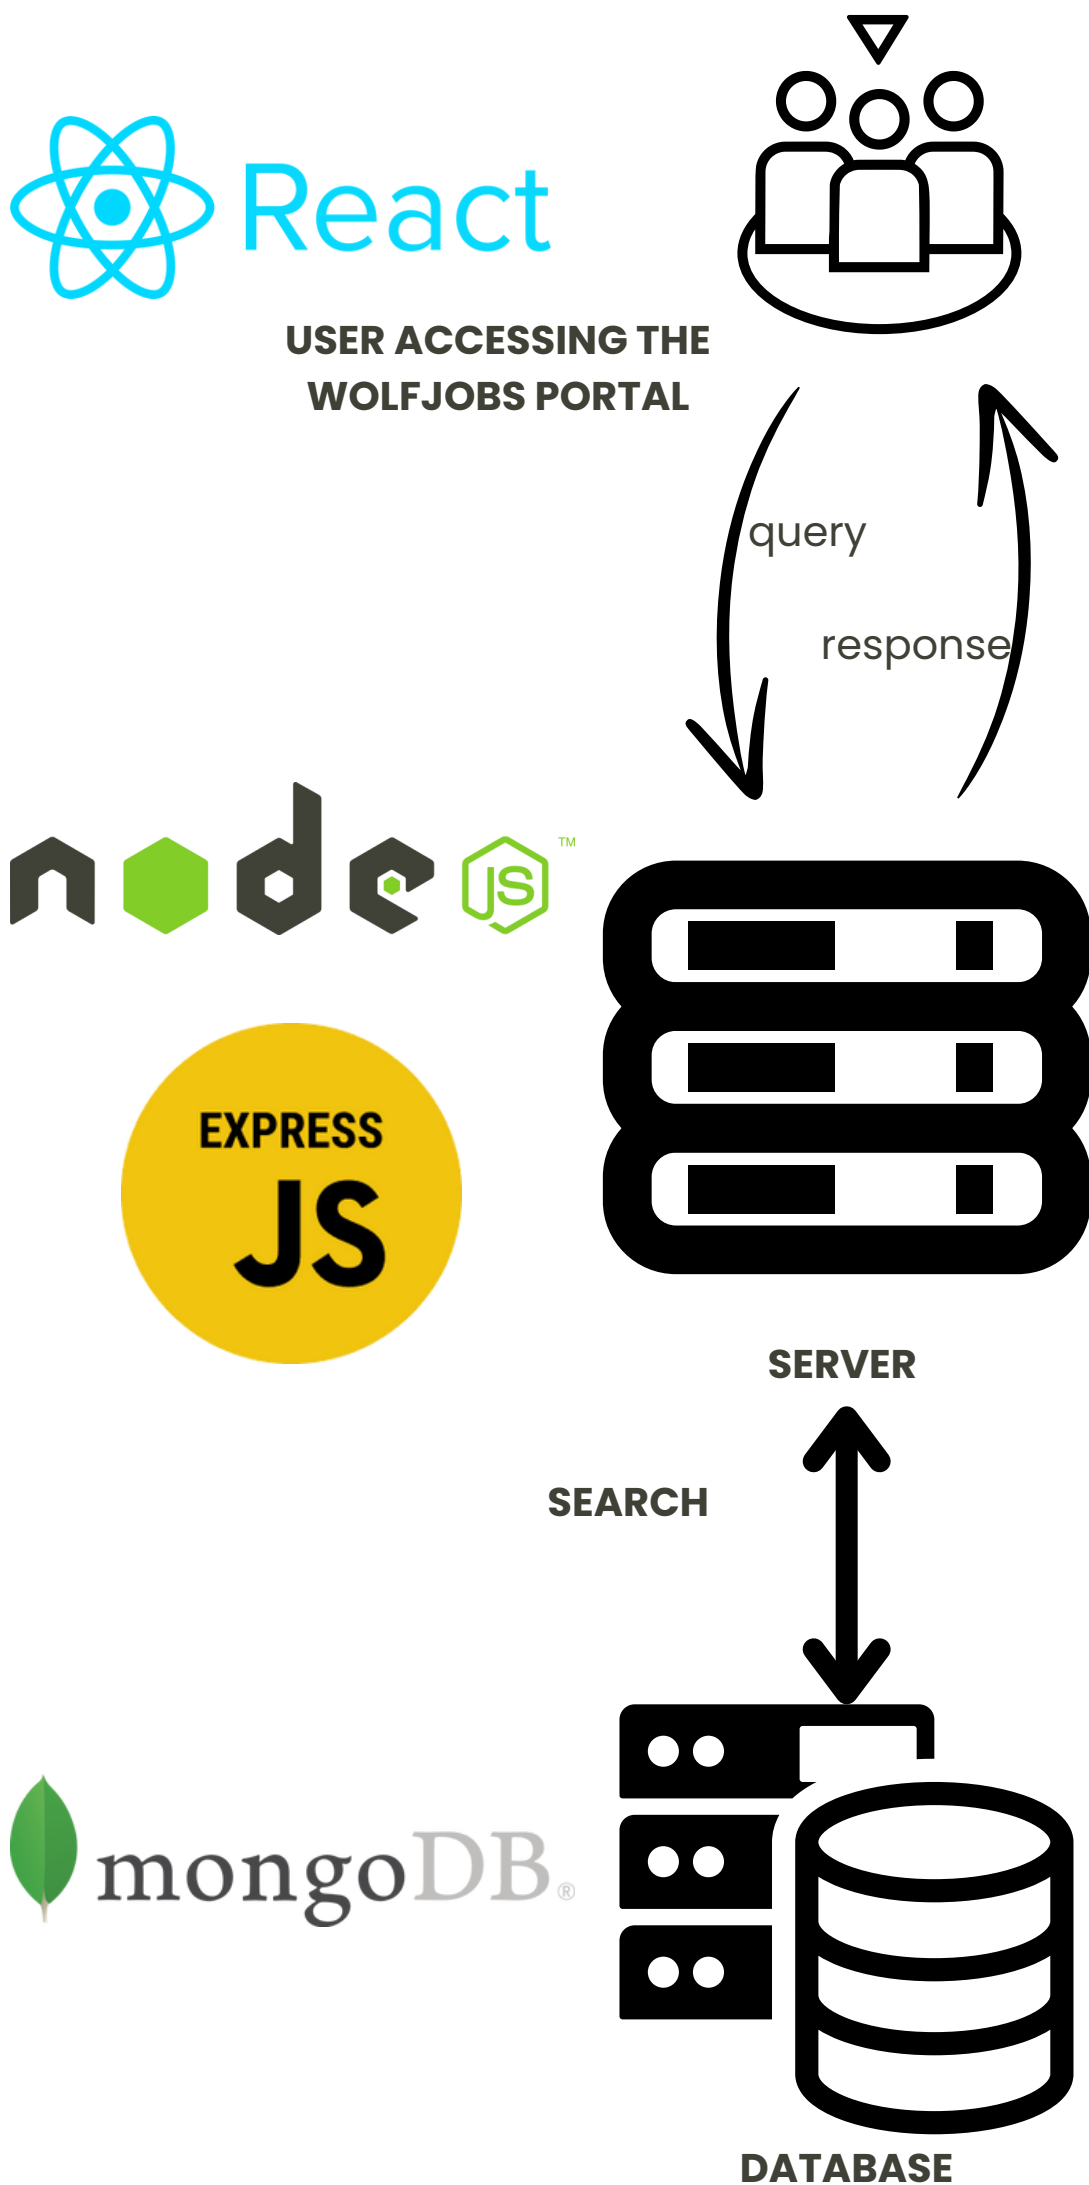 React
USER ACCESSING THE
WOLFJOBS PORTAL
query
response
node JS ™
EXPRESS
JS
SERVER
SEARCH
mongoDB®
DATABASE